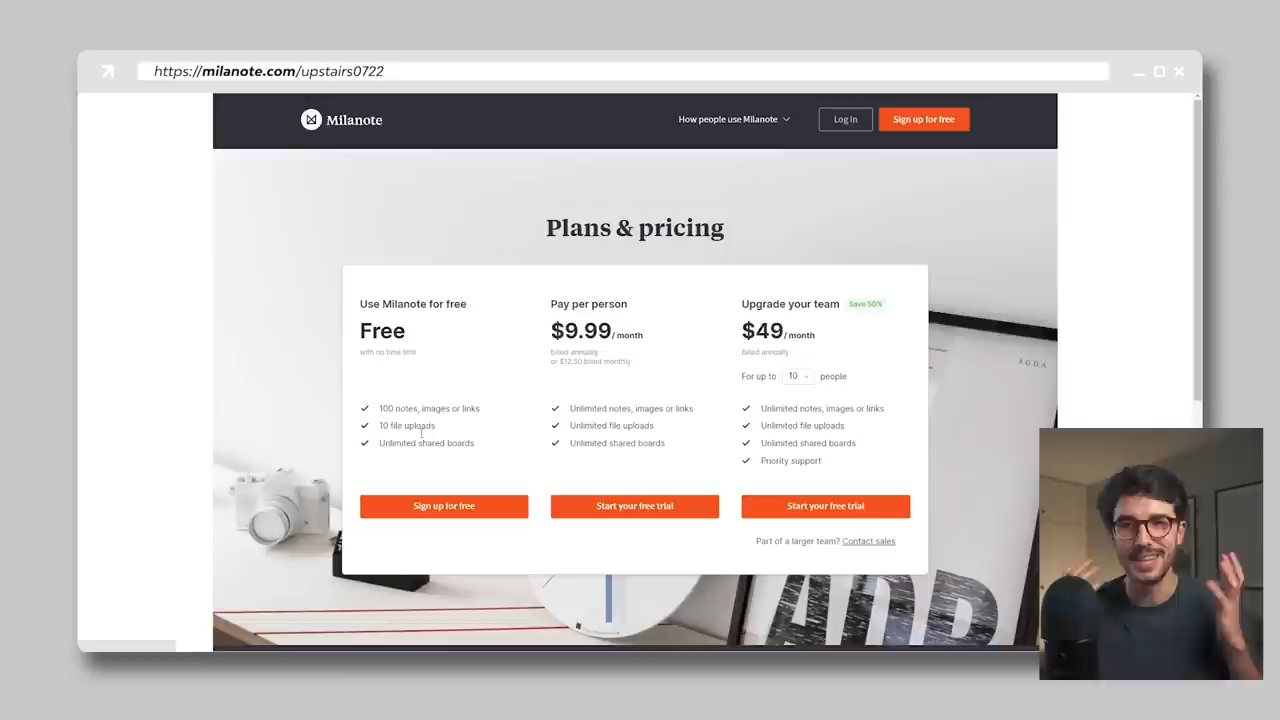 https://milanote.com/upstairs0722
Milanote
How people use Milanote
Log In
Sign up for free
Plans & pricing
Use Milanote for free
Free
with no time limit
100 notes, images or links
10 file uploads
Unlimited shared boards
Sign up for free
Pay per person
$9.99/ month
billed annually
or $12.50 billed monthly
Unlimited notes, images or links
Unlimited file uploads
Unlimited shared boards
Start your free trial
Upgrade your team Save 50%
$49/ month
billed annually
For up to 10 people
Unlimited notes, images or links
Unlimited file uploads
Unlimited shared boards
Priority support
Start your free trial
Part of a larger team? Contact sales
AGDA